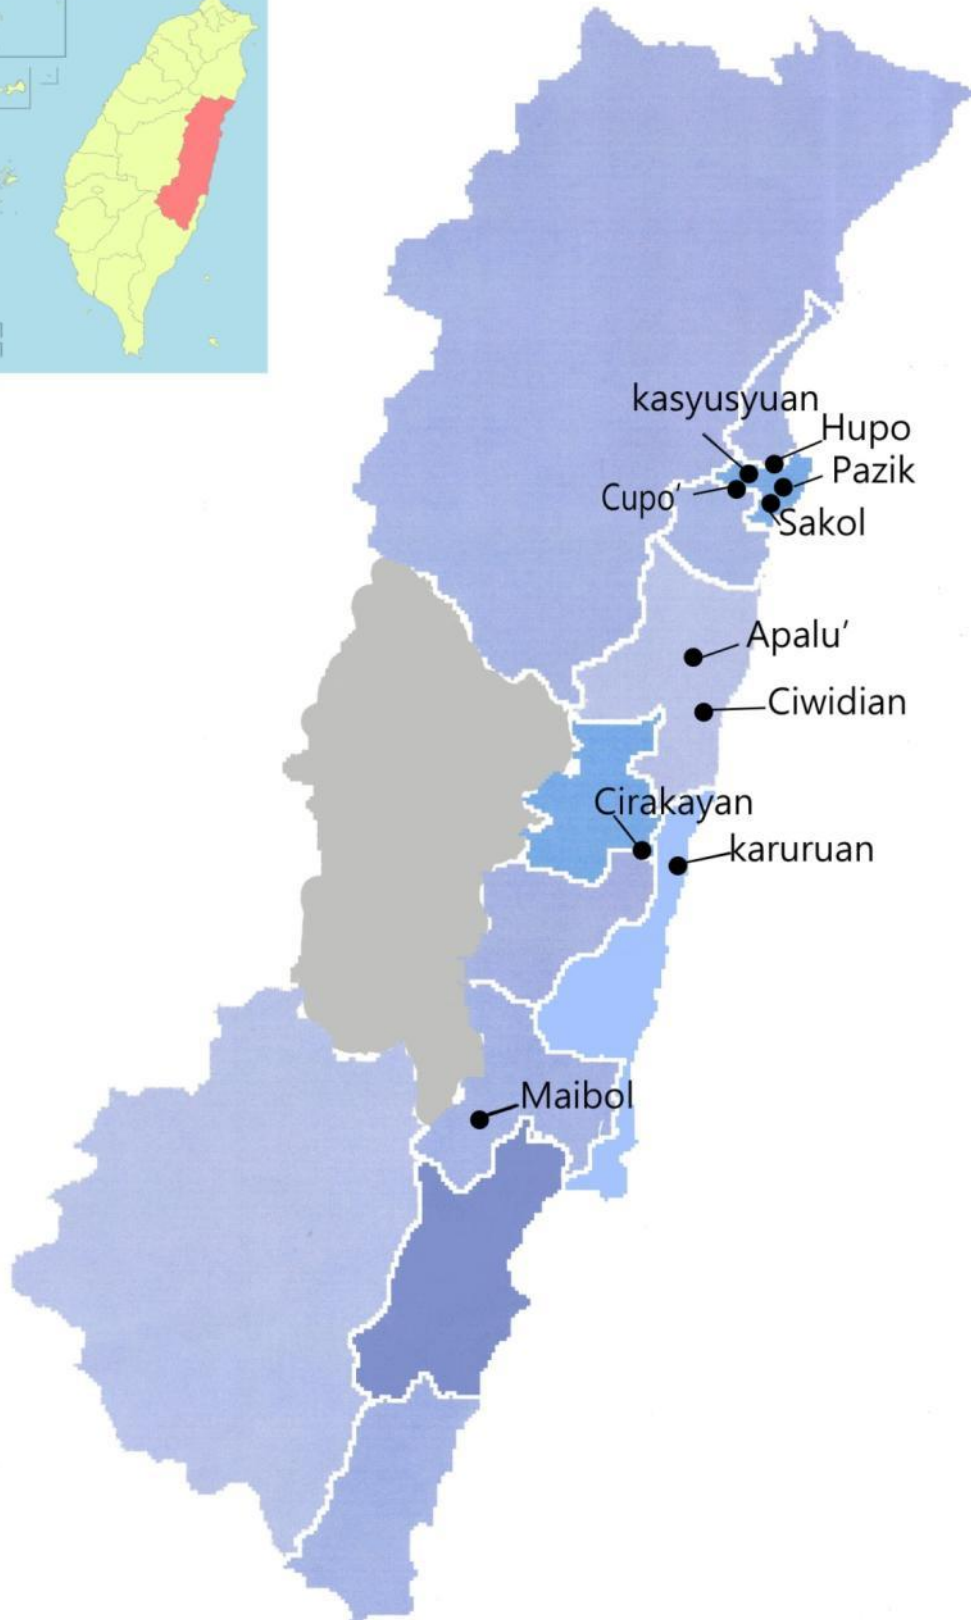 kasyusyuan
Hupo
Pazik
Cupo’
Sakol
Apalu’
Ciwidian
Cirakayan
karuruan
Maibol